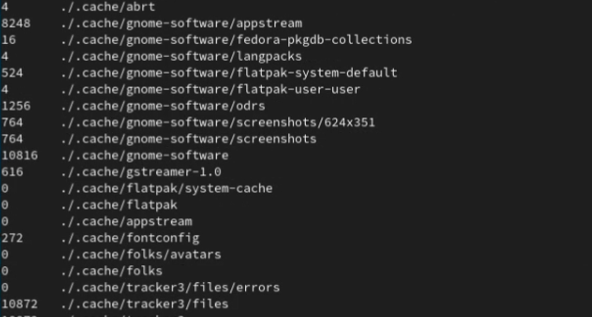 4 ./.cache/abrt
8248 ./.cache/gnome-software/appstream
16 ./.cache/gnome-software/fedora-pkgdb-collections
4 ./.cache/gnome-software/langpacks
524 ./.cache/gnome-software/flatpak-system-default
4 ./.cache/gnome-software/flatpak-user-user
1256 ./.cache/gnome-software/odrs
764 ./.cache/gnome-software/screenshots/624x351
764 ./.cache/gnome-software/screenshots
10816 ./.cache/gnome-software
616 ./.cache/gstreamer-1.0
0 ./.cache/flatpak/system-cache
0 ./.cache/flatpak
0 ./.cache/appstream
272 ./.cache/fontconfig
0 ./.cache/folks/avatars
0 ./.cache/folks
0 ./.cache/tracker3/files/errors
10872 ./.cache/tracker3/files